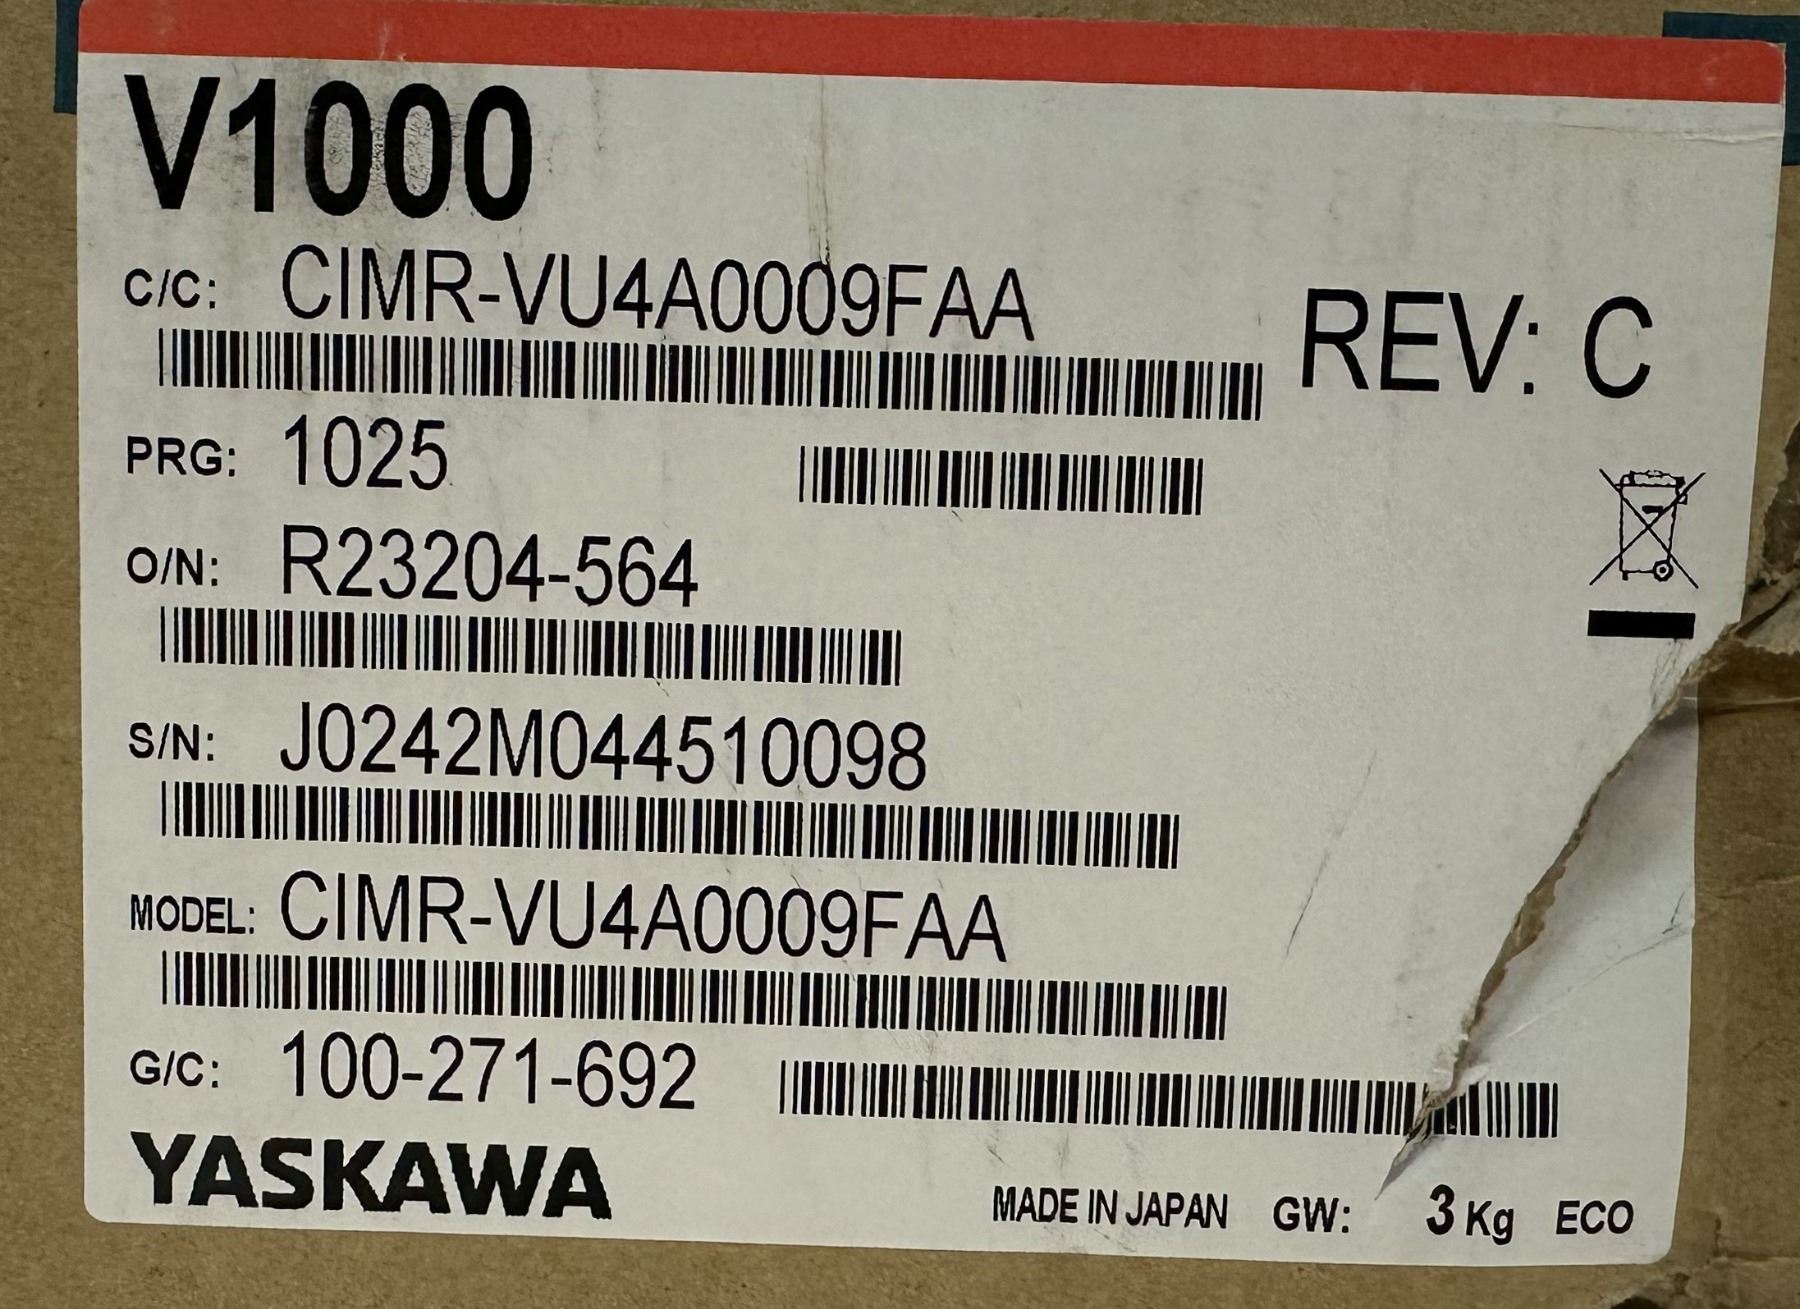 V1000
C/C: CIMR-VU4A0009FAA
REV: C
PRG: 1025
O/N: R23204-564
S/N: J0242M044510098
MODEL: CIMR-VU4A0009FAA
G/C: 100-271-692
YASKAWA
MADE IN JAPAN GW: 3 Kg ECO